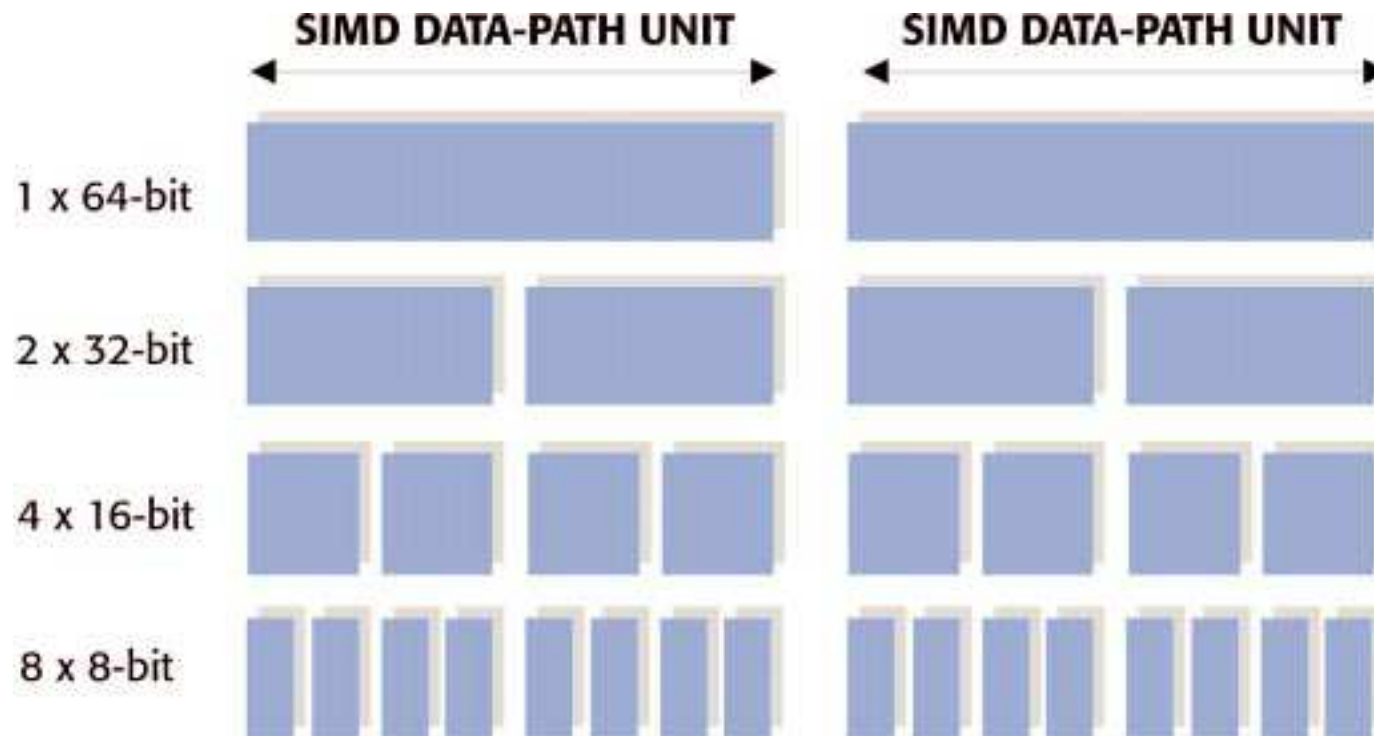 SIMD DATA-PATH UNIT SIMD DATA-PATH UNIT
1 x 64-bit
2 x 32-bit
4 x 16-bit
8 x 8-bit